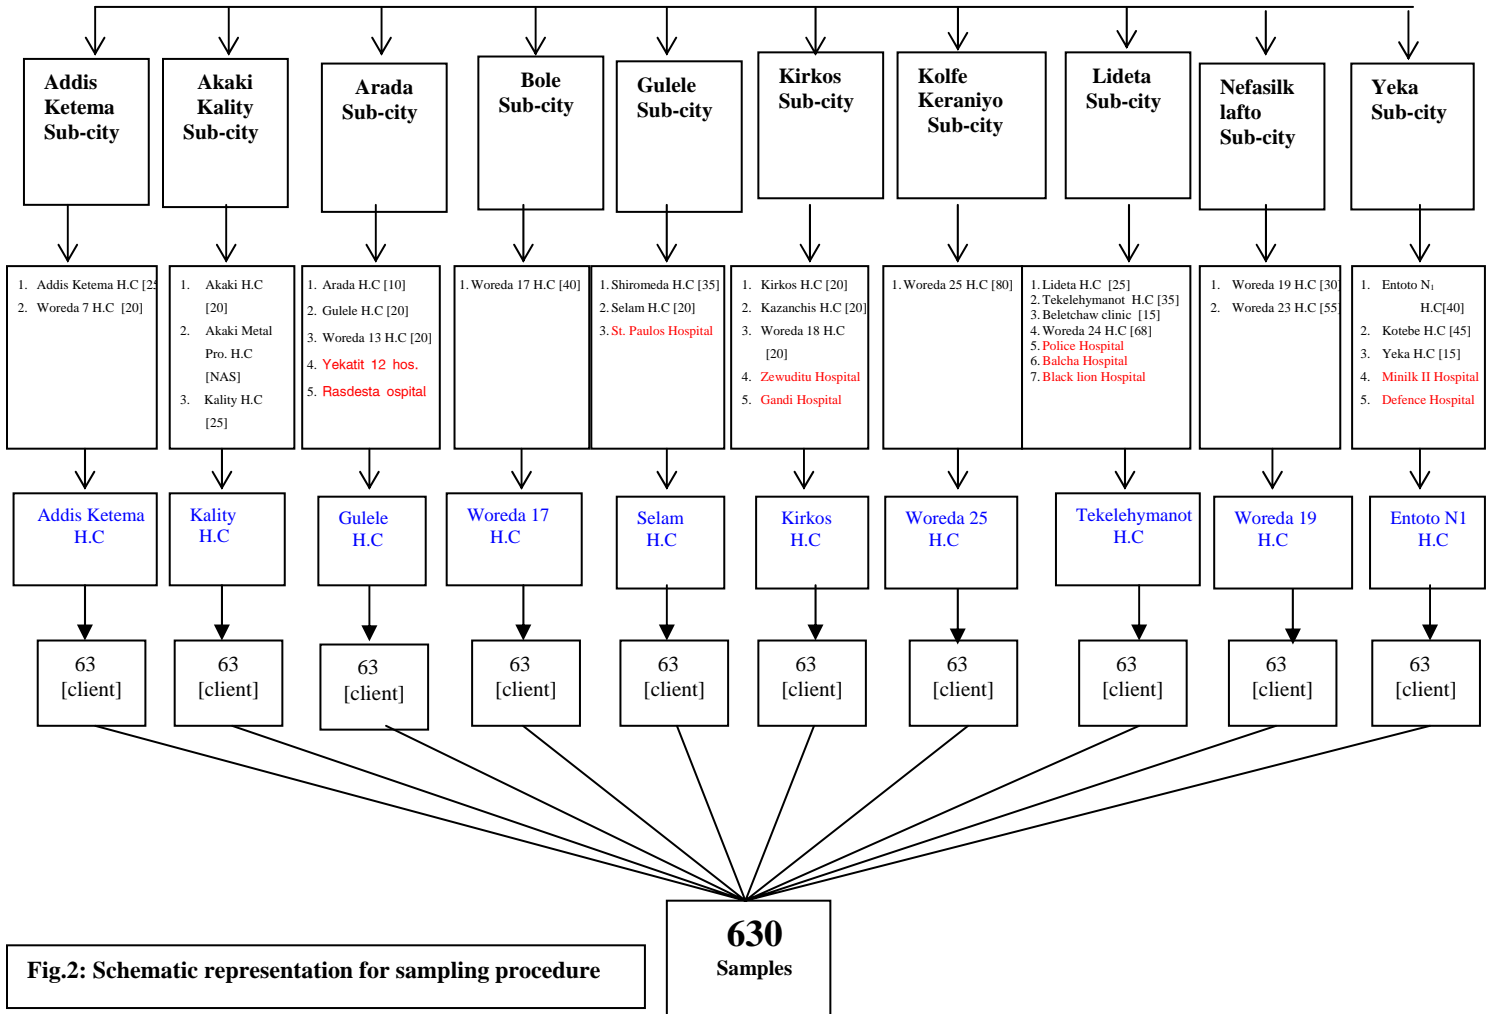 Addis
Ketema
Sub-city
Akaki
Kality
Sub-city
Arada
Sub-city
Bole
Sub-city
Gulele
Sub-city
Kirkos
Sub-city
Kolfe
Keraniyo
Sub-city
Lideta
Sub-city
Nefasilk
lafto
Sub-city
Yeka
Sub-city
1. Addis Ketema H.C [25
2. Woreda 7 H.C [20]
1. Akaki H.C
[20]
2. Akaki Metal
Pro. H.C
[NAS]
3. Kality H.C
[25]
1. Arada H.C [10]
2. Gulele H.C [20]
3. Woreda 13 H.C [20]
4. Yekatit 12 hos.
5. Rasdesta ospital
1. Woreda 17 H.C [40]
1. Shiromeda H.C [35]
2. Selam H.C [20]
3. St. Paulos Hospital
1. Kirkos H.C [20]
2. Kazanchis H.C [20]
3. Woreda 18 H.C
[20]
4. Zewuditu Hospital
5. Gandi Hospital
1. Woreda 25 H.C [80]
1. Lideta H.C [25]
2. Tekelehymanot H.C [35]
3. Beletchaw clinic [15]
4. Woreda 24 H.C [68]
5. Police Hospital
6. Balcha Hospital
7. Black lion Hospital
1. Woreda 19 H.C [30]
2. Woreda 23 H.C [55]
1. Entoto N1
H.C[40]
2. Kotebe H.C [45]
3. Yeka H.C [15]
4. Minilk II Hospital
5. Defence Hospital
Addis Ketema
H.C
Kality
H.C
Gulele
H.C
Woreda 17
H.C
Selam
H.C
Kirkos
H.C
Woreda 25
H.C
Tekelehymanot
H.C
Woreda 19
H.C
Entoto N1
H.C
63
[client]
63
[client]
63
[client]
63
[client]
63
[client]
63
[client]
63
[client]
63
[client]
63
[client]
63
[client]
630
Samples
Fig.2: Schematic representation for sampling procedure